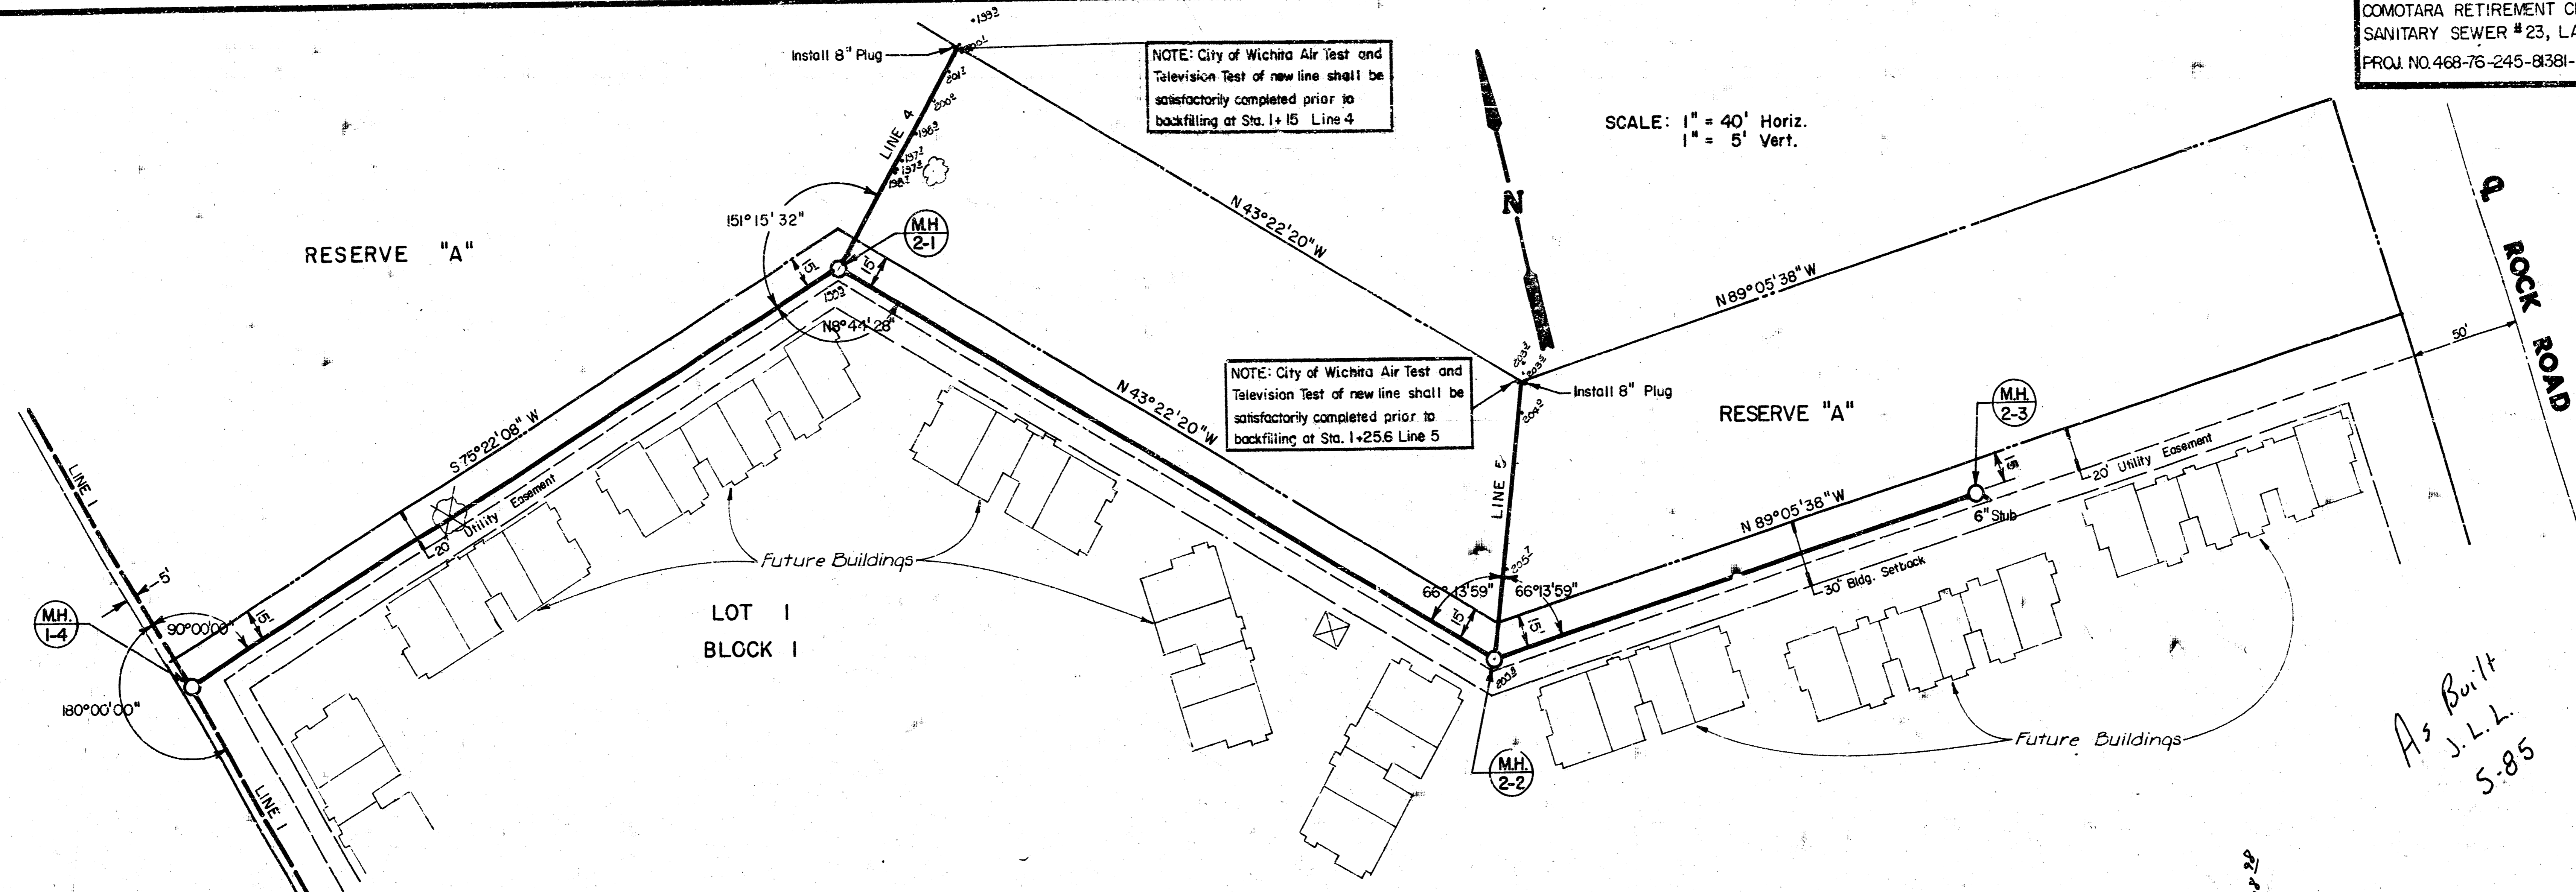 COMOTARA RETIREMENT
SANITARY SEWER #23,
PROJ. NO. 468-76-245-81381-
Install 8" Plug
NOTE: City of Wichita Air Test and
Television Test of new line shall be
satisfactorily completed prior to
backfilling at Sta. 1+15 Line 4
SCALE: 1" = 40' Horiz.
1" = 5' Vert.
N
LINE 4
151°15'32"
M.H
2-1
RESERVE "A"
15'
15'
N8°44'28"
N 43°22'20" W
N 89°05'38" W
℄ ROCK ROAD
50'
NOTE: City of Wichita Air Test and
Television Test of new line shall be
satisfactorily completed prior to
backfilling at Sta. 1+25.6 Line 5
Install 8" Plug
RESERVE "A"
M.H.
2-3
S 75°22'08" W
N 43°22'20" W
LINE 1
20' Utility Easement
LINE 5
N 89°05'38" W
15'
20' Utility Easement
6" Stub
30' Bldg. Setback
Future Buildings
5'
M.H.
1-4
90°00'00"
15'
180°00'00"
LOT 1
BLOCK 1
66°13'59"
66°13'59"
15'
15'
M.H.
2-2
Future Buildings
LINE 1
As Built
J.L.L.
5-85